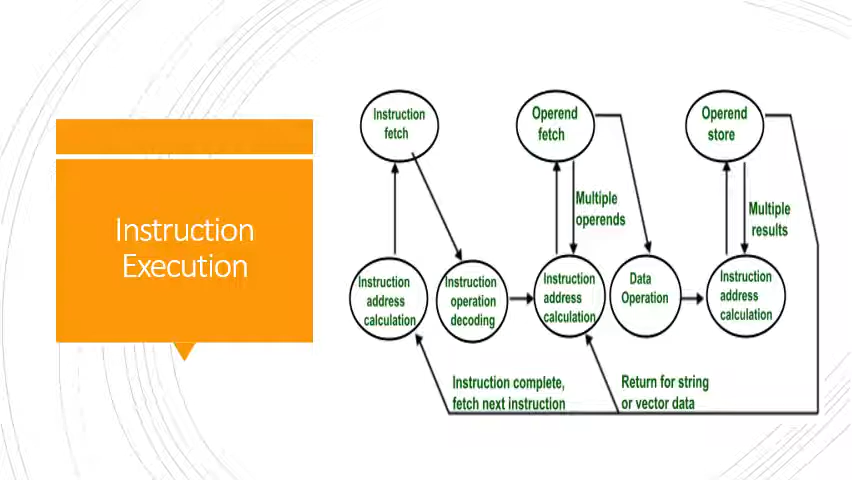 Instruction
Execution
Instruction
fetch
Operend
fetch
Operend
store
Multiple
operends
Multiple
results
Instruction
address
calculation
Instruction
operation
decoding
Instruction
address
calculation
Data
Operation
Instruction
address
calculation
Instruction complete,
fetch next instruction
Return for string
or vector data